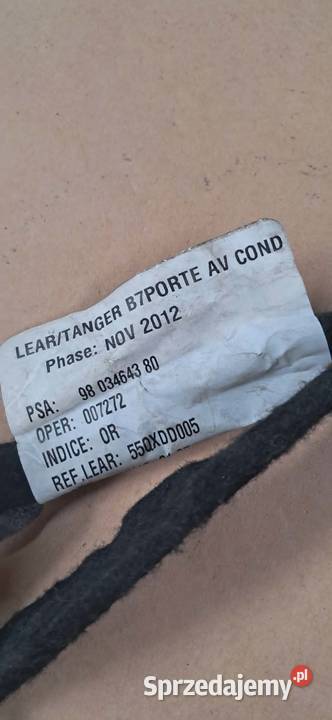 LEAR/TANGER B7PORTE AV COND
Phase: NOV 2012
PSA: 98 034643 80
OPER: 007272
INDICE: OR
REF.LEAR: 55QXDD005
Sprzedajemy.pl